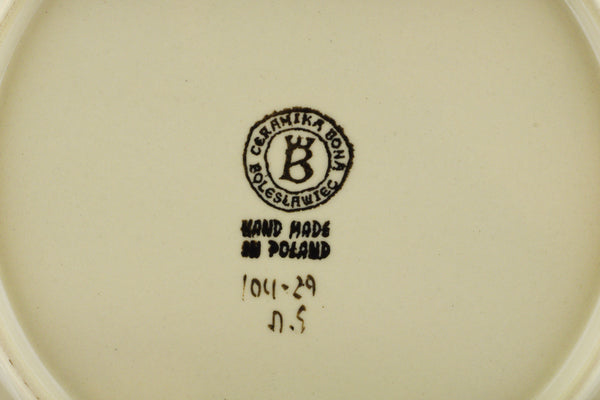 CERAMIKA BONA
BOLESŁAWIEC
B
HAND MADE
IN POLAND
104-29